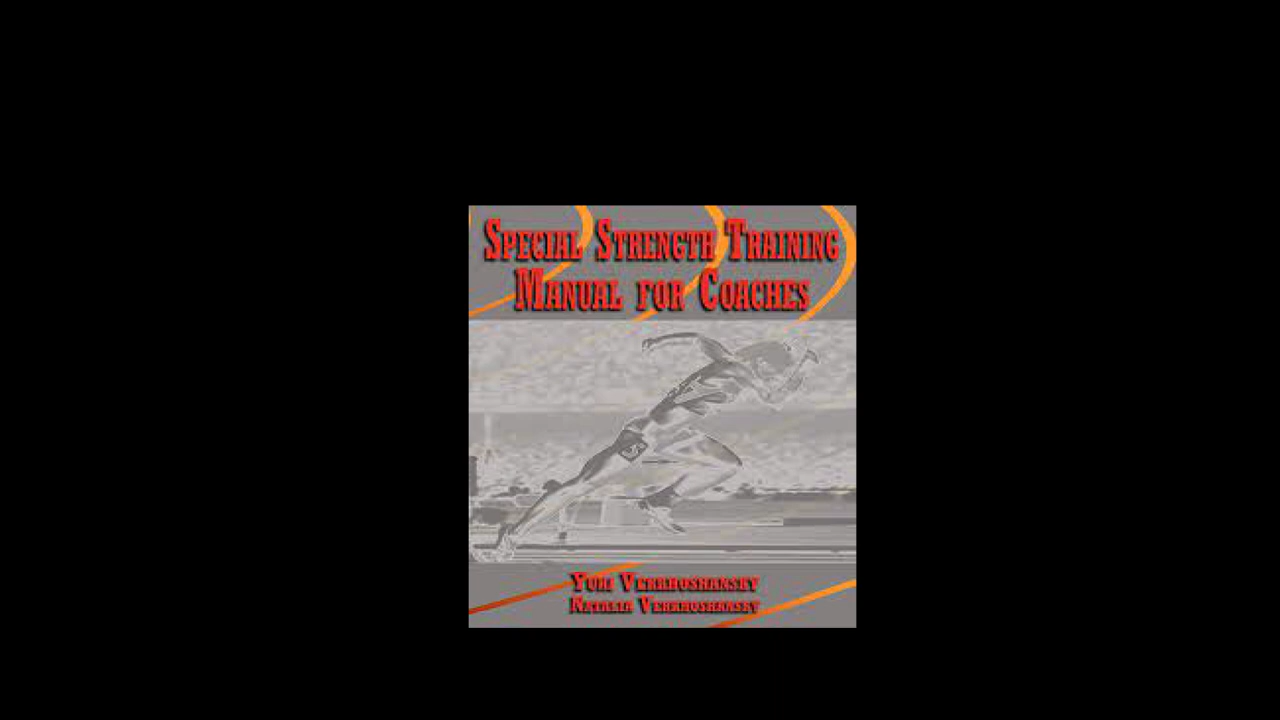 Special Strength Training
Manual for Coaches
Yuri Verkhoshansky
Natalia Verkhoshansky